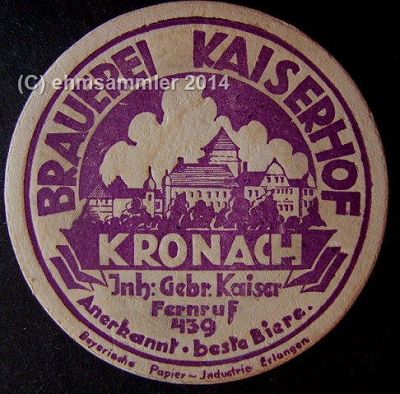 (C) ehmsammler 2014
BRAUEREI KAISERHOF
KRONACH
Inh: Gebr. Kaiser
Fernruf
439
Anerkannt · beste Biere.
Bayerische Papier-Industrie Erlangen